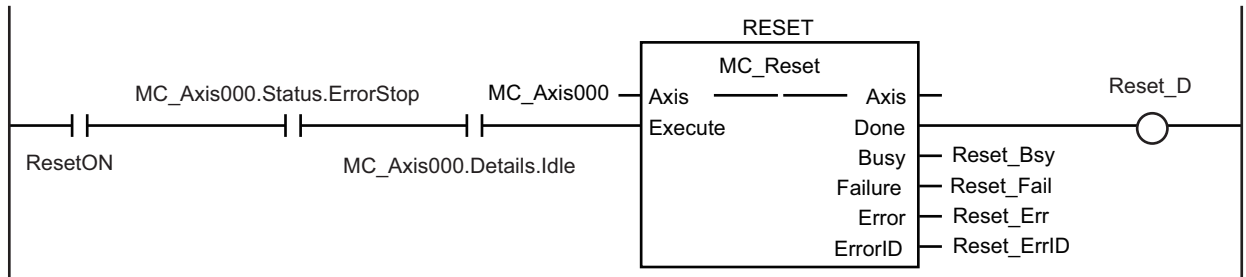 RESET
MC_Reset
MC_Axis000.Status.ErrorStop
MC_Axis000
Axis
Axis
Reset_D
ResetON
MC_Axis000.Details.Idle
Execute
Done
Busy
Reset_Bsy
Failure
Reset_Fail
Error
Reset_Err
ErrorID
Reset_ErrID